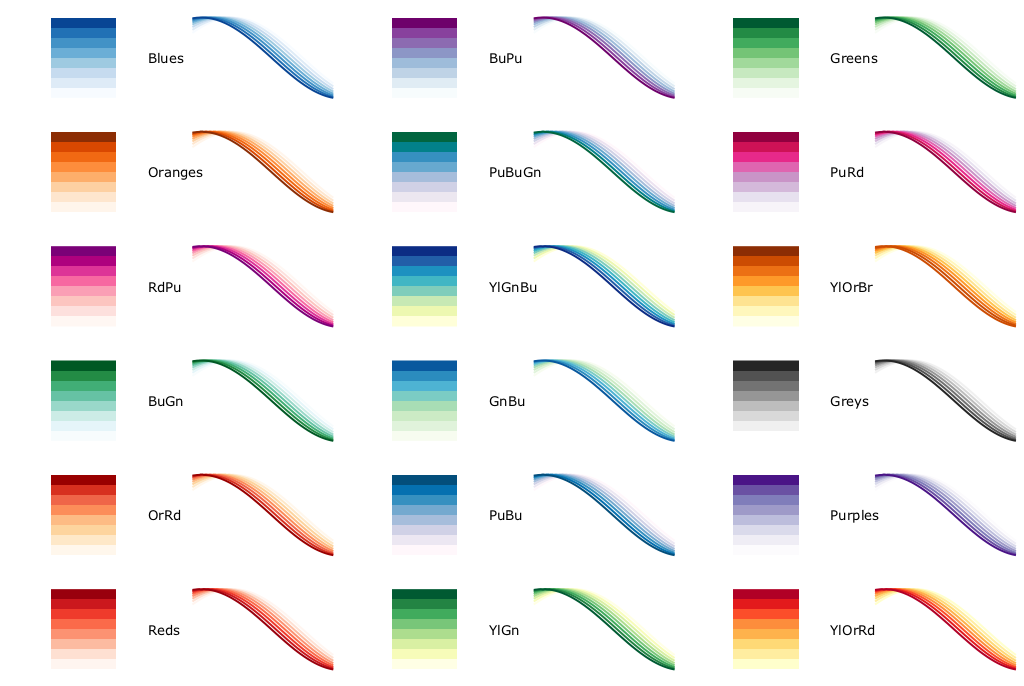 Blues
BuPu
Greens
Oranges
PuBuGn
PuRd
RdPu
YlGnBu
YlOrBr
BuGn
GnBu
Greys
OrRd
PuBu
Purples
Reds
YlGn
YlOrRd